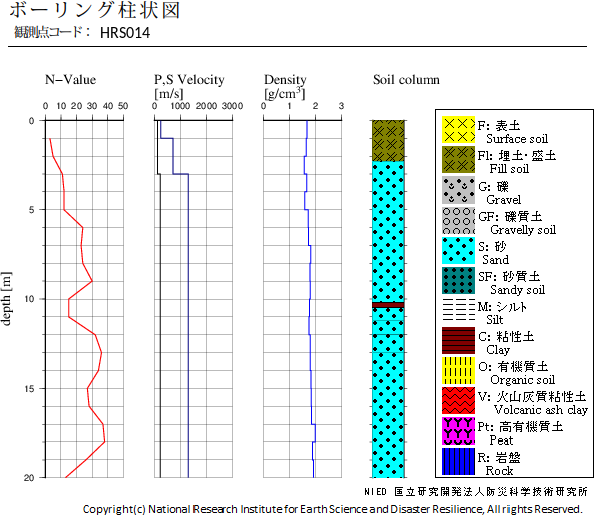 ボーリング柱状図
観測点コード： HRS014
N−Value
P,S Velocity
[m/s]
Density
[g/cm³]
Soil column
0 10 20 30 40 50
0 1000 2000 3000
0 1 2 3
0
5
10
15
20
depth [m]
F: 表土
Surface soil
Fl: 埋土・盛土
Fill soil
G: 礫
Gravel
GF: 礫質土
Gravelly soil
S: 砂
Sand
SF: 砂質土
Sandy soil
M: シルト
Silt
C: 粘性土
Clay
O: 有機質土
Organic soil
V: 火山灰質粘性土
Volcanic ash clay
Pt: 高有機質土
Peat
R: 岩盤
Rock
NIED 国立研究開発法人防災科学技術研究所
Copyright(c) National Research Institute for Earth Science and Disaster Resilience, All Rights Reserved.